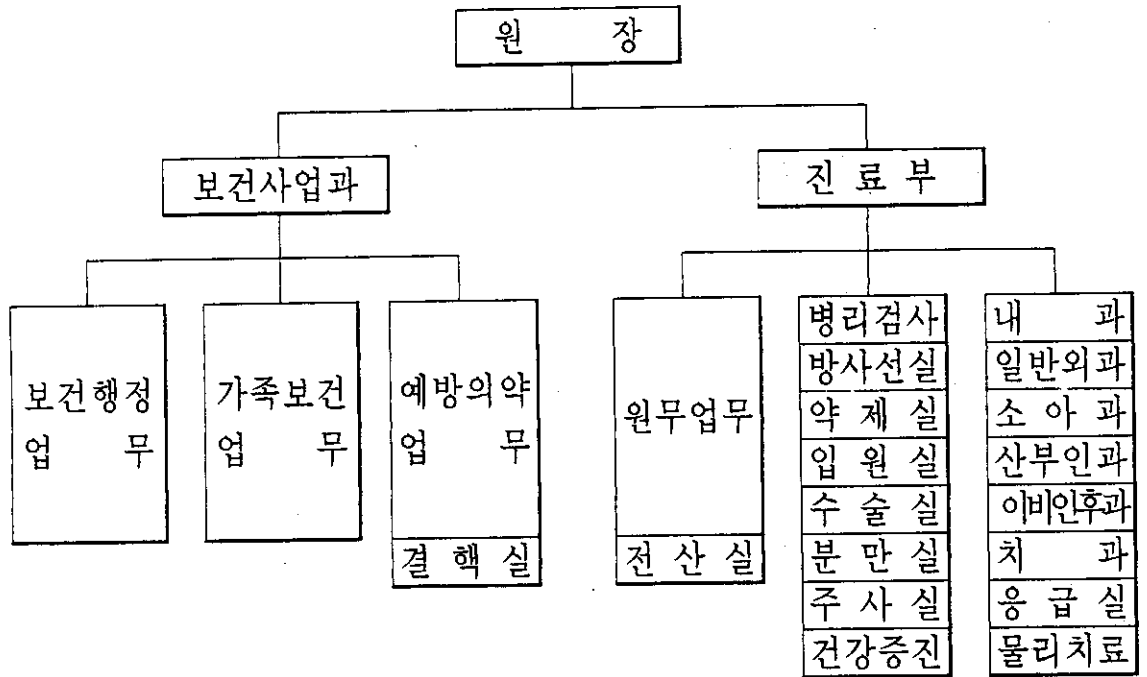 원 장
보건사업과
진 료 부
보건행정
업 무
가족보건
업 무
예방의약
업 무
결 핵 실
원무업무
전 산 실
병리검사
방사선실
약 제 실
입 원 실
수 술 실
분 만 실
주 사 실
건강증진
내 과
일반외과
소 아 과
산부인과
이비인후과
치 과
응 급 실
물리치료